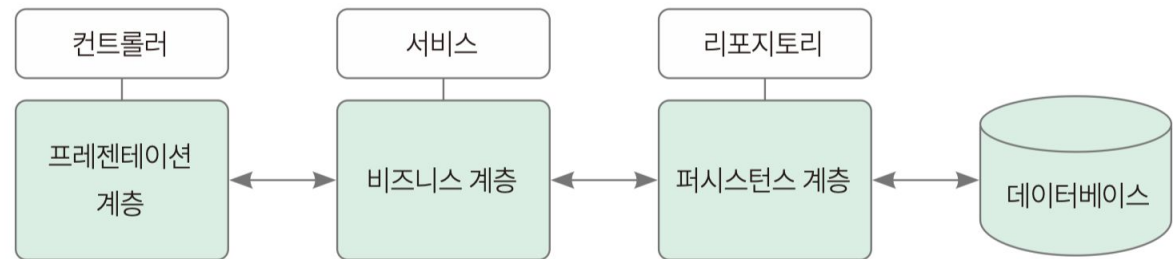 컨트롤러
서비스
리포지토리
프레젠테이션
계층
비즈니스 계층
퍼시스턴스 계층
데이터베이스